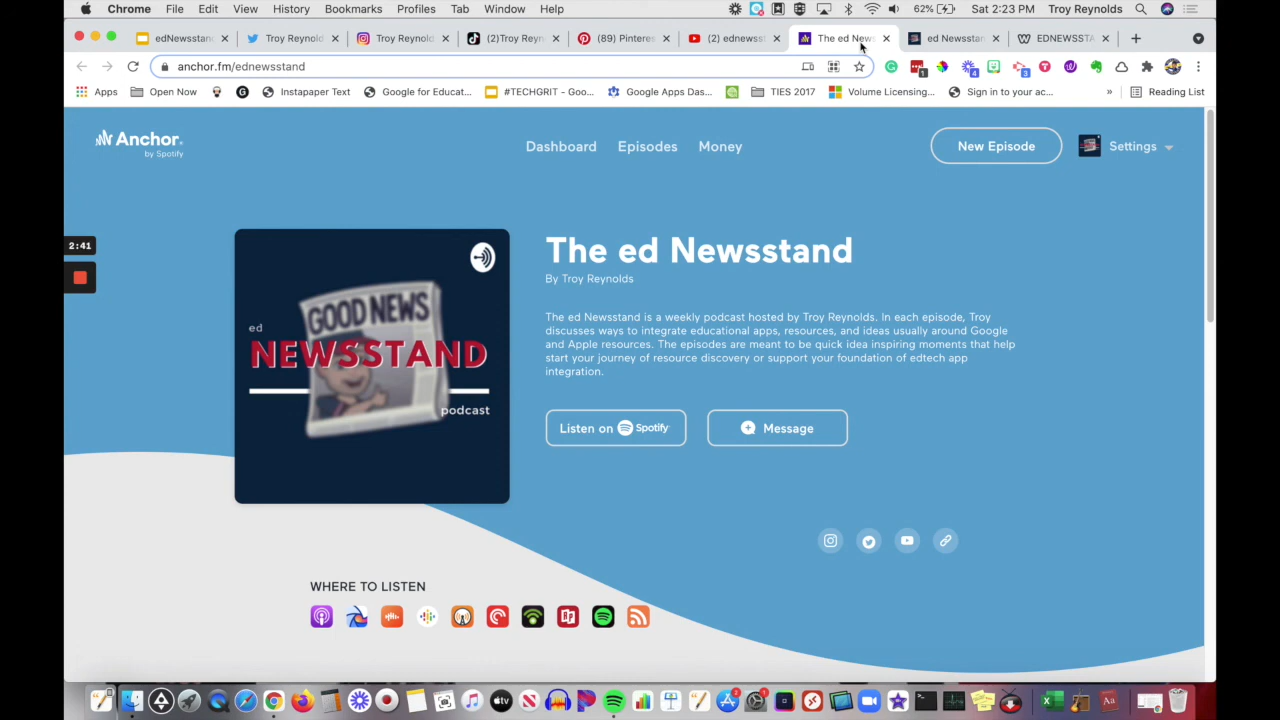 Chrome File Edit View History Bookmarks Profiles Tab Window Help 62% Sat 2:23 PM Troy Reynolds
edNewsstand Troy Reynold Troy Reynold (2)Troy Reyn (89) Pinteres (2) ednewsst The ed News ed Newsstan EDNEWSSTA
anchor.fm/ednewsstand
Apps Open Now Instapaper Text Google for Educat... #TECHGRIT - Goo... Google Apps Das... TIES 2017 Volume Licensing... Sign in to your ac... » Reading List
Anchor
by Spotify
Dashboard Episodes Money New Episode Settings
2:41
GOOD NEWS
ed
NEWSSTAND
podcast
The ed Newsstand
By Troy Reynolds
The ed Newsstand is a weekly podcast hosted by Troy Reynolds. In each episode, Troy
discusses ways to integrate educational apps, resources, and ideas usually around Google
and Apple resources. The episodes are meant to be quick idea inspiring moments that help
start your journey of resource discovery or support your foundation of edtech app
integration.
Listen on Spotify Message
WHERE TO LISTEN